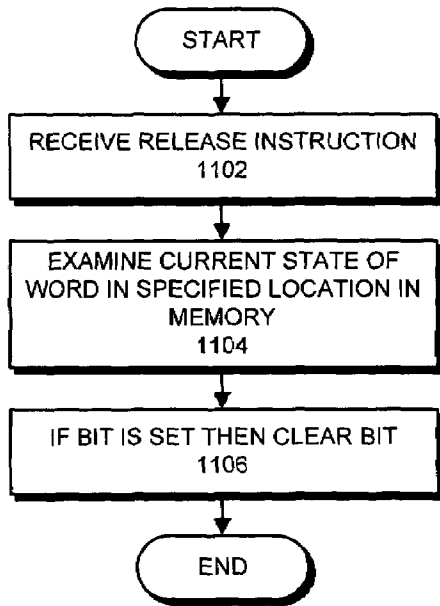 START
RECEIVE RELEASE INSTRUCTION
1102
EXAMINE CURRENT STATE OF
WORD IN SPECIFIED LOCATION IN
MEMORY
1104
IF BIT IS SET THEN CLEAR BIT
1106
END